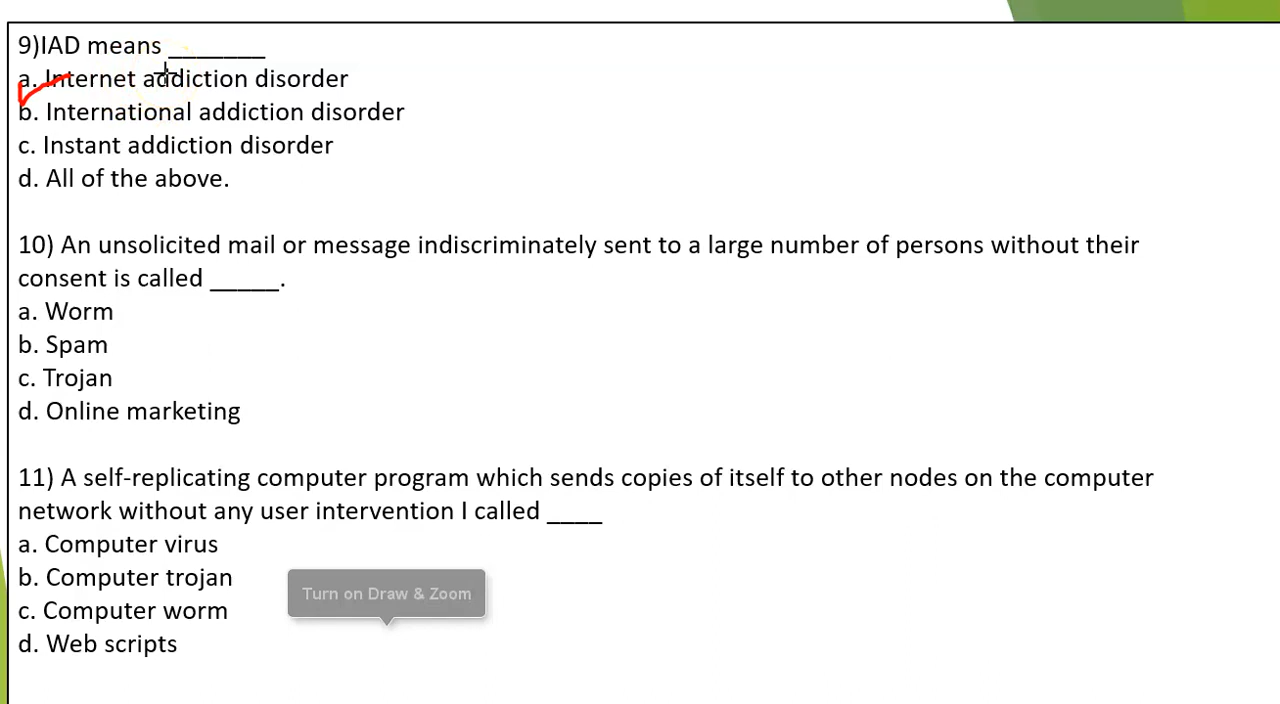 9)IAD means _______
a. Internet addiction disorder
b. International addiction disorder
c. Instant addiction disorder
d. All of the above.
10) An unsolicited mail or message indiscriminately sent to a large number of persons without their
consent is called _____.
a. Worm
b. Spam
c. Trojan
d. Online marketing
11) A self-replicating computer program which sends copies of itself to other nodes on the computer
network without any user intervention I called ____
a. Computer virus
b. Computer trojan
Turn on Draw & Zoom
c. Computer worm
d. Web scripts